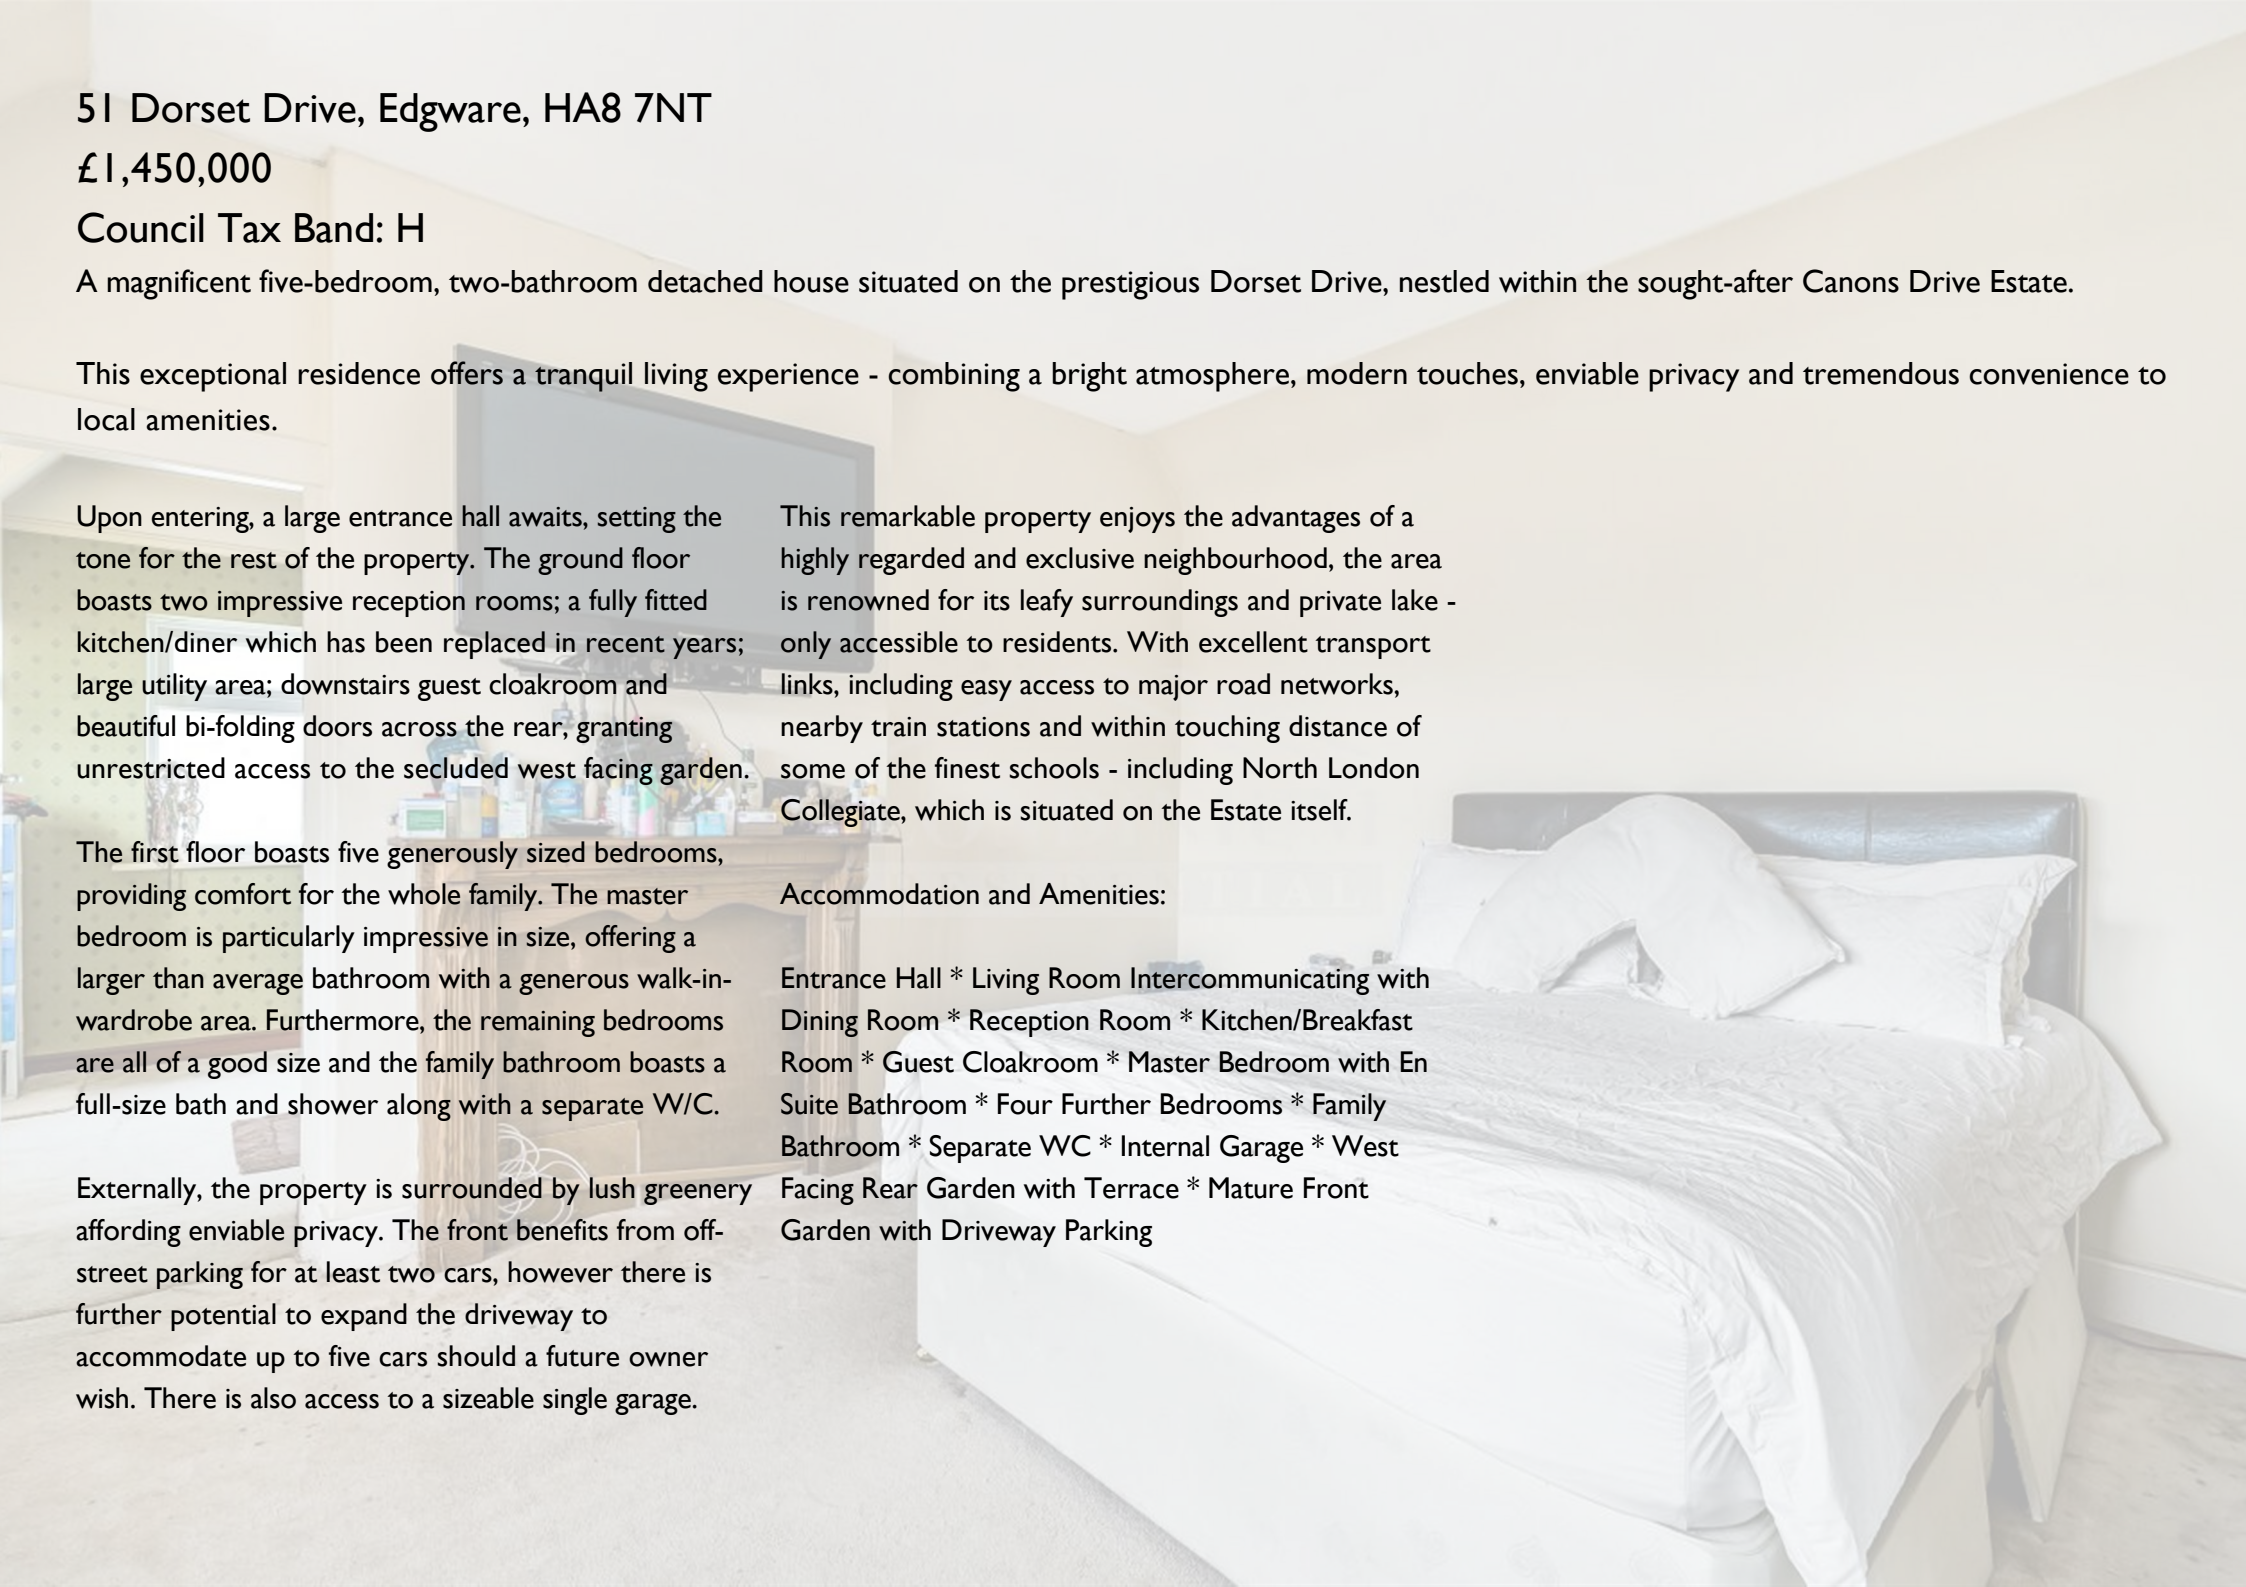 51 Dorset Drive, Edgware, HA8 7NT
£1,450,000
Council Tax Band: H
A magnificent five-bedroom, two-bathroom detached house situated on the prestigious Dorset Drive, nestled within the sought-after Canons Drive Estate.
This exceptional residence offers a tranquil living experience - combining a bright atmosphere, modern touches, enviable privacy and tremendous convenience to
local amenities.
Upon entering, a large entrance hall awaits, setting the
tone for the rest of the property. The ground floor
boasts two impressive reception rooms; a fully fitted
kitchen/diner which has been replaced in recent years;
large utility area; downstairs guest cloakroom and
beautiful bi-folding doors across the rear, granting
unrestricted access to the secluded west facing garden.
The first floor boasts five generously sized bedrooms,
providing comfort for the whole family. The master
bedroom is particularly impressive in size, offering a
larger than average bathroom with a generous walk-in-
wardrobe area. Furthermore, the remaining bedrooms
are all of a good size and the family bathroom boasts a
full-size bath and shower along with a separate W/C.
Externally, the property is surrounded by lush greenery
affording enviable privacy. The front benefits from off-
street parking for at least two cars, however there is
further potential to expand the driveway to
accommodate up to five cars should a future owner
wish. There is also access to a sizeable single garage.
This remarkable property enjoys the advantages of a
highly regarded and exclusive neighbourhood, the area
is renowned for its leafy surroundings and private lake -
only accessible to residents. With excellent transport
links, including easy access to major road networks,
nearby train stations and within touching distance of
some of the finest schools - including North London
Collegiate, which is situated on the Estate itself.
Accommodation and Amenities:
Entrance Hall * Living Room Intercommunicating with
Dining Room * Reception Room * Kitchen/Breakfast
Room * Guest Cloakroom * Master Bedroom with En
Suite Bathroom * Four Further Bedrooms * Family
Bathroom * Separate WC * Internal Garage * West
Facing Rear Garden with Terrace * Mature Front
Garden with Driveway Parking